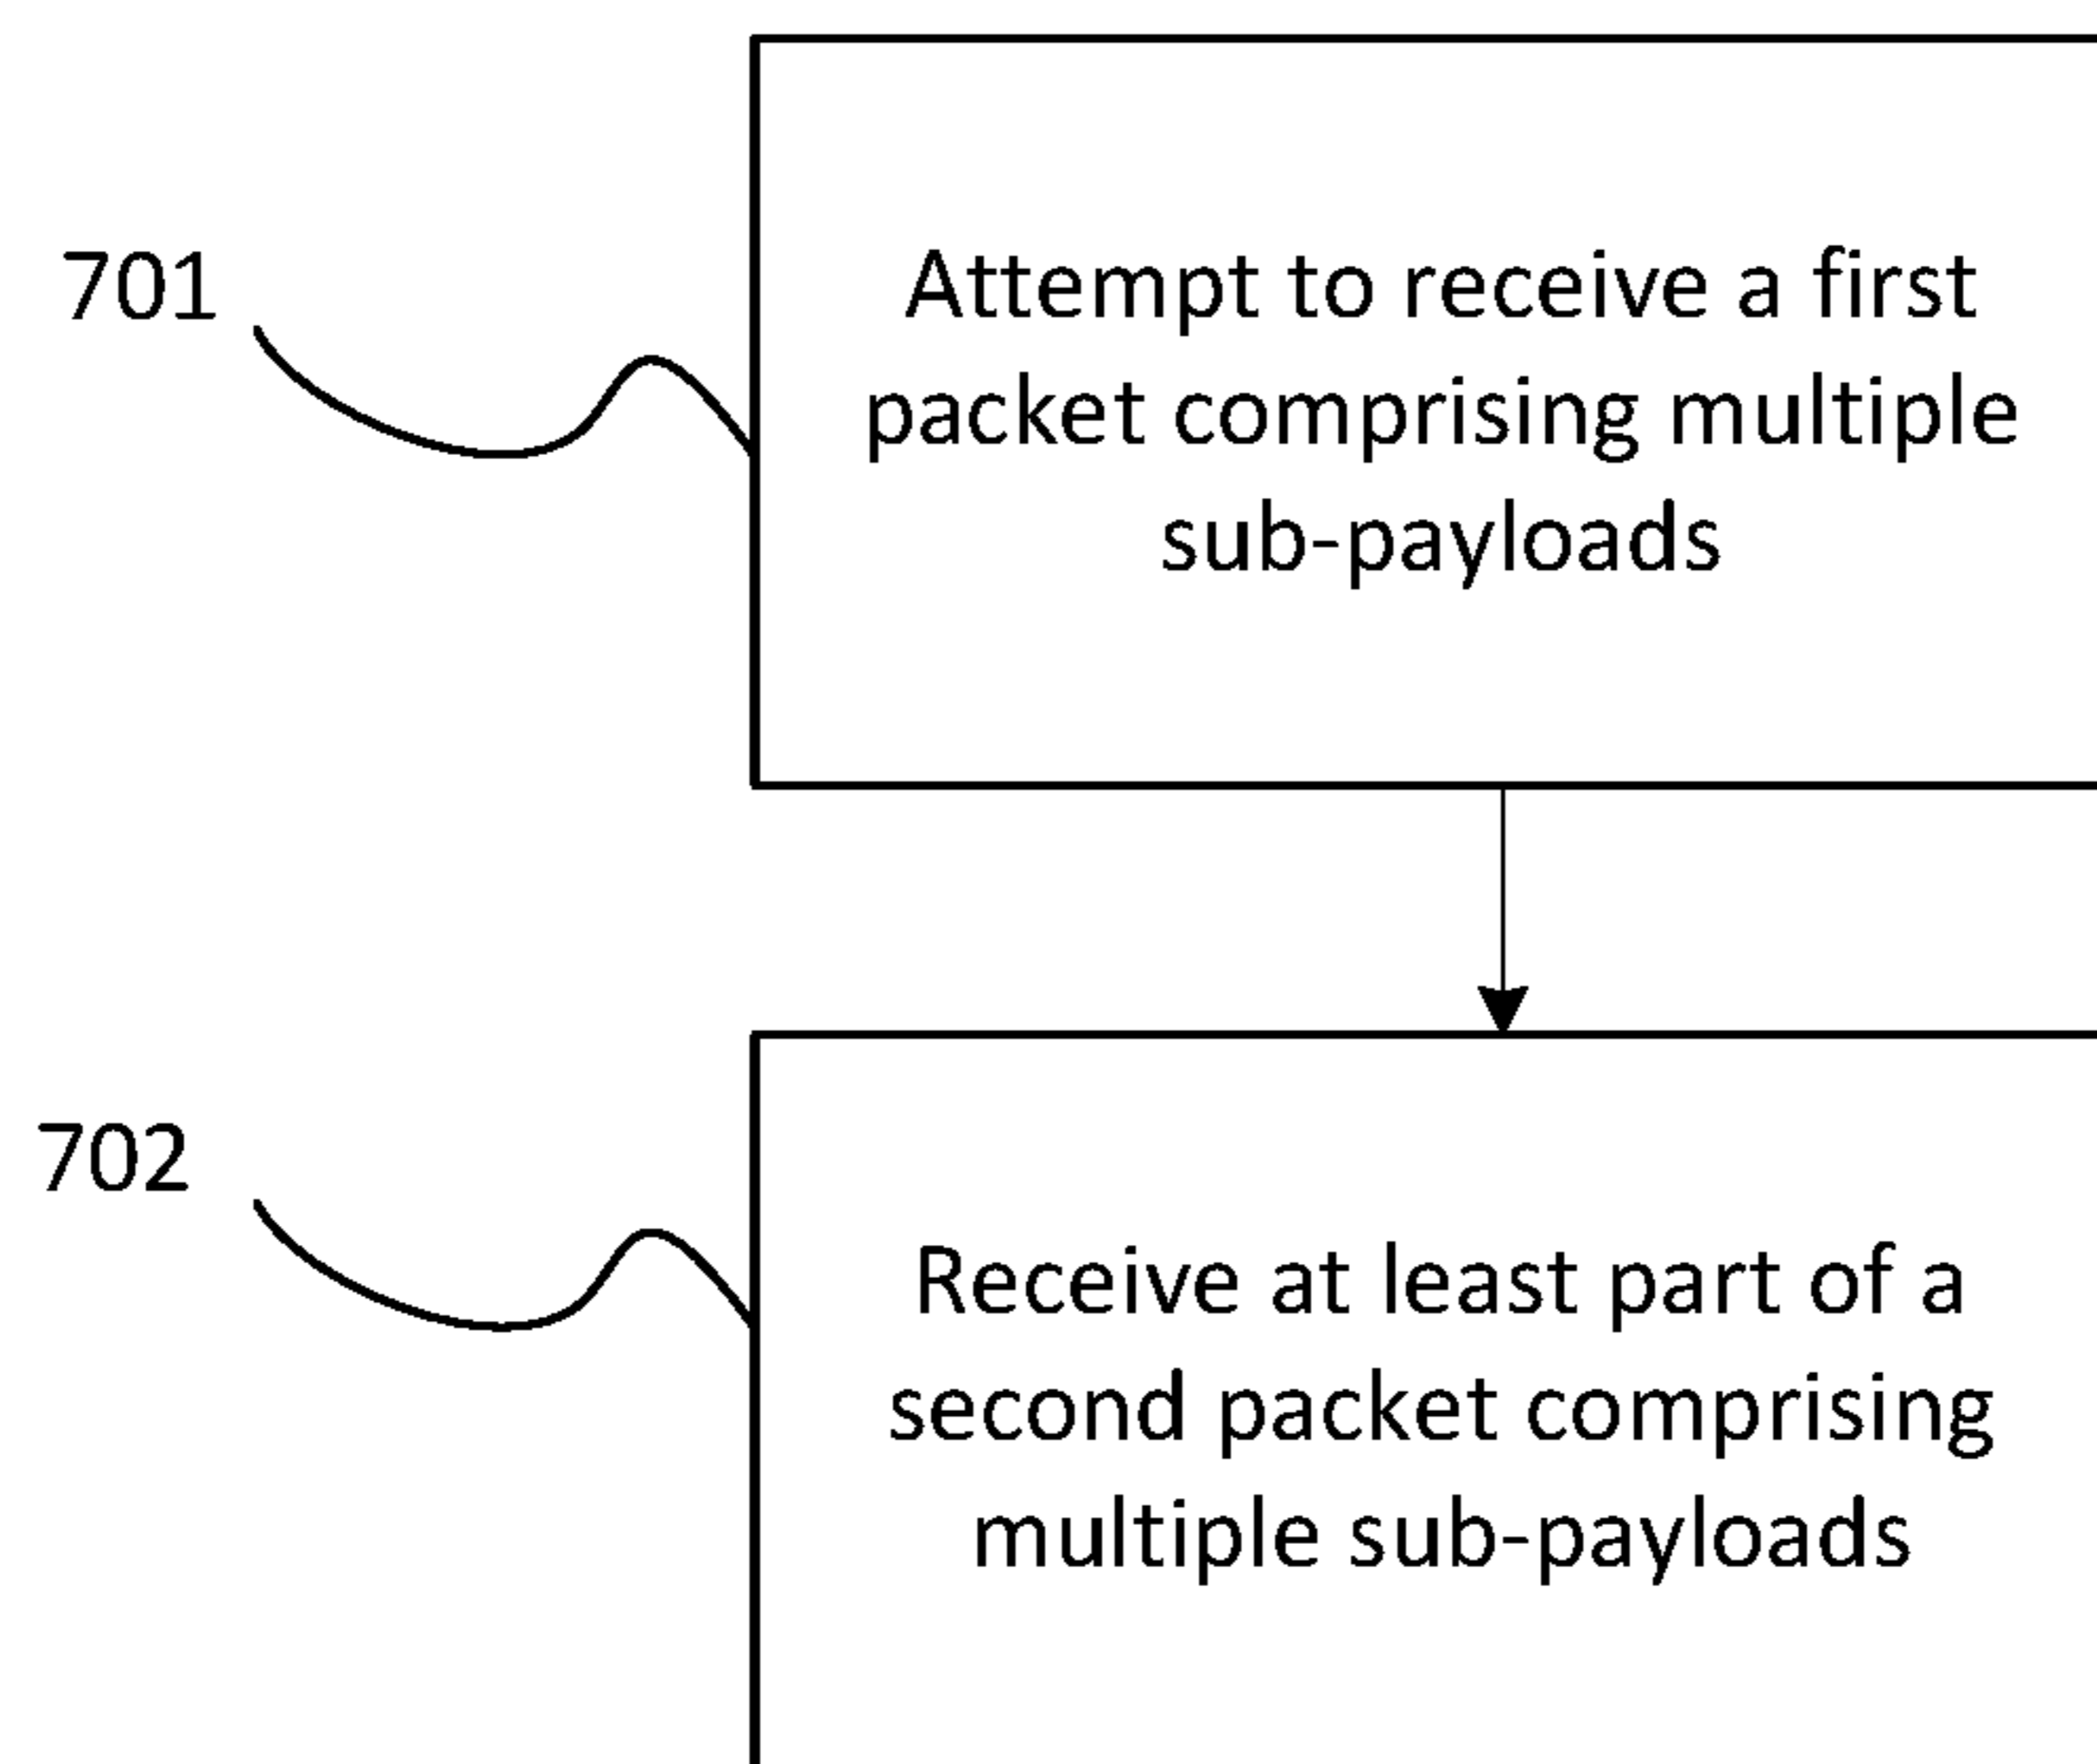 701
Attempt to receive a first
packet comprising multiple
sub-payloads
702
Receive at least part of a
second packet comprising
multiple sub-payloads